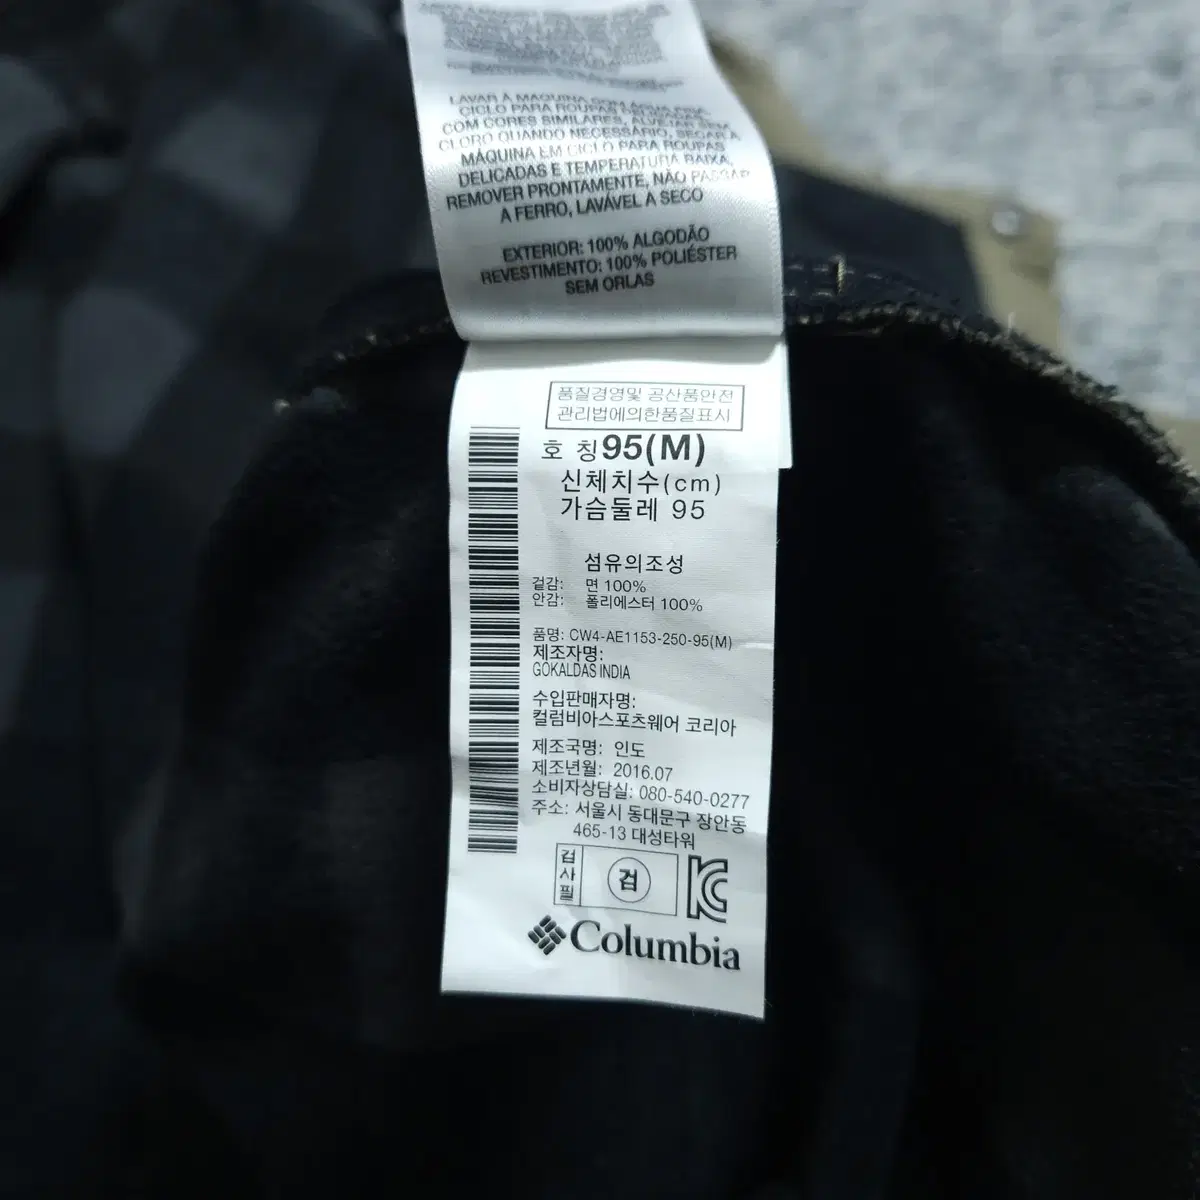 LAVAR À MÁQUINA COM ÁGUA FRIA,
CICLO PARA ROUPAS DELICADAS,
COM CORES SIMILARES, ALVEJAR SEM
CLORO QUANDO NECESSÁRIO, SECAR À
MÁQUINA EM CICLO PARA ROUPAS
DELICADAS E TEMPERATURA BAIXA,
REMOVER PRONTAMENTE, NÃO PASSAR
A FERRO, LAVÁVEL A SECO
EXTERIOR: 100% ALGODÃO
REVESTIMENTO: 100% POLIÉSTER
SEM ORLAS
품질경영및 공산품안전
관리법에의한품질표시
호 칭95(M)
신체치수(cm)
가슴둘레 95
섬유의조성
겉감: 면 100%
안감: 폴리에스터 100%
품명: CW4-AE1153-250-95(M)
제조자명:
GOKALDAS INDIA
수입판매자명:
컬럼비아스포츠웨어 코리아
제조국명: 인도
제조년월: 2016.07
소비자상담실: 080-540-0277
주소: 서울시 동대문구 장안동
465-13 대성타워
검사필 검 KC
Columbia